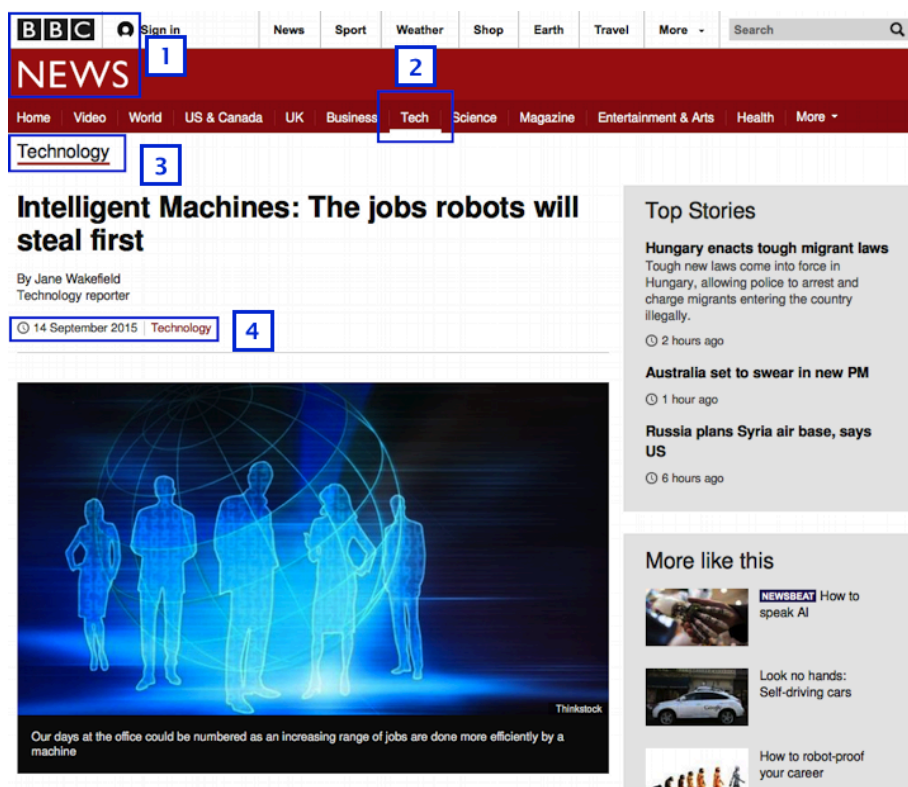 BBC Sign in News Sport Weather Shop Earth Travel More Search
1
NEWS
2
Home Video World US & Canada UK Business Tech Science Magazine Entertainment & Arts Health More
Technology
3
Intelligent Machines: The jobs robots will
steal first
By Jane Wakefield
Technology reporter
14 September 2015 Technology
4
Thinkstock
Our days at the office could be numbered as an increasing range of jobs are done more efficiently by a
machine
Top Stories
Hungary enacts tough migrant laws
Tough new laws come into force in
Hungary, allowing police to arrest and
charge migrants entering the country
illegally.
2 hours ago
Australia set to swear in new PM
1 hour ago
Russia plans Syria air base, says
US
6 hours ago
More like this
NEWSBEAT How to
speak AI
Look no hands:
Self-driving cars
Google
How to robot-proof
your career